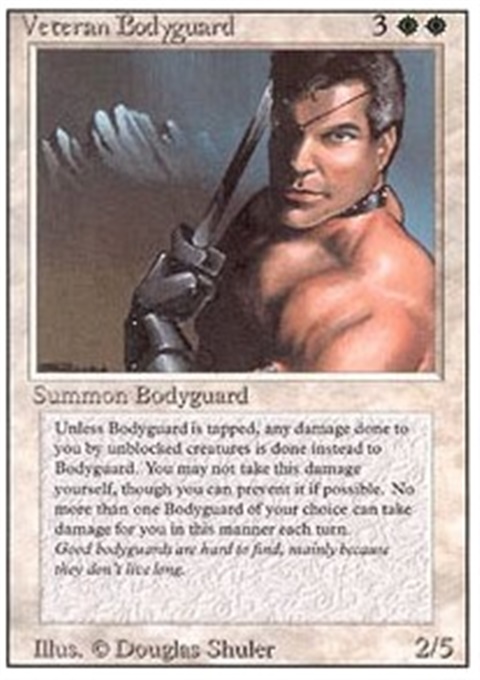 Veteran Bodyguard 3
Summon Bodyguard
Unless Bodyguard is tapped, any damage done to
you by unblocked creatures is done instead to
Bodyguard. You may not take this damage
yourself, though you can prevent it if possible. No
more than one Bodyguard of your choice can take
damage for you in this manner each turn.
Good bodyguards are hard to find, mainly because
they don't live long.
Illus. © Douglas Shuler 2/5